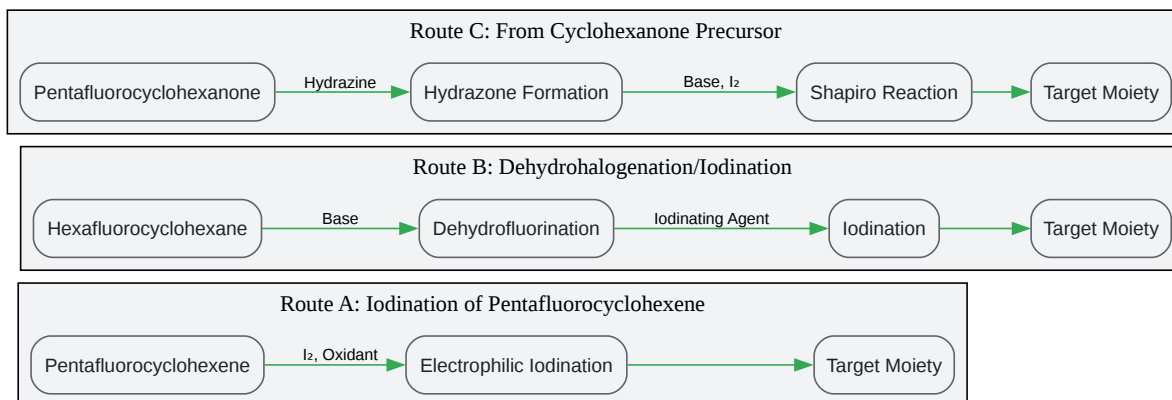 Route C: From Cyclohexanone Precursor
Pentafluorocyclohexanone
Hydrazine
Hydrazone Formation
Base, I₂
Shapiro Reaction
Target Moiety
Route B: Dehydrohalogenation/Iodination
Hexafluorocyclohexane
Base
Dehydrofluorination
Iodinating Agent
Iodination
Target Moiety
Route A: Iodination of Pentafluorocyclohexene
Pentafluorocyclohexene
I₂, Oxidant
Electrophilic Iodination
Target Moiety